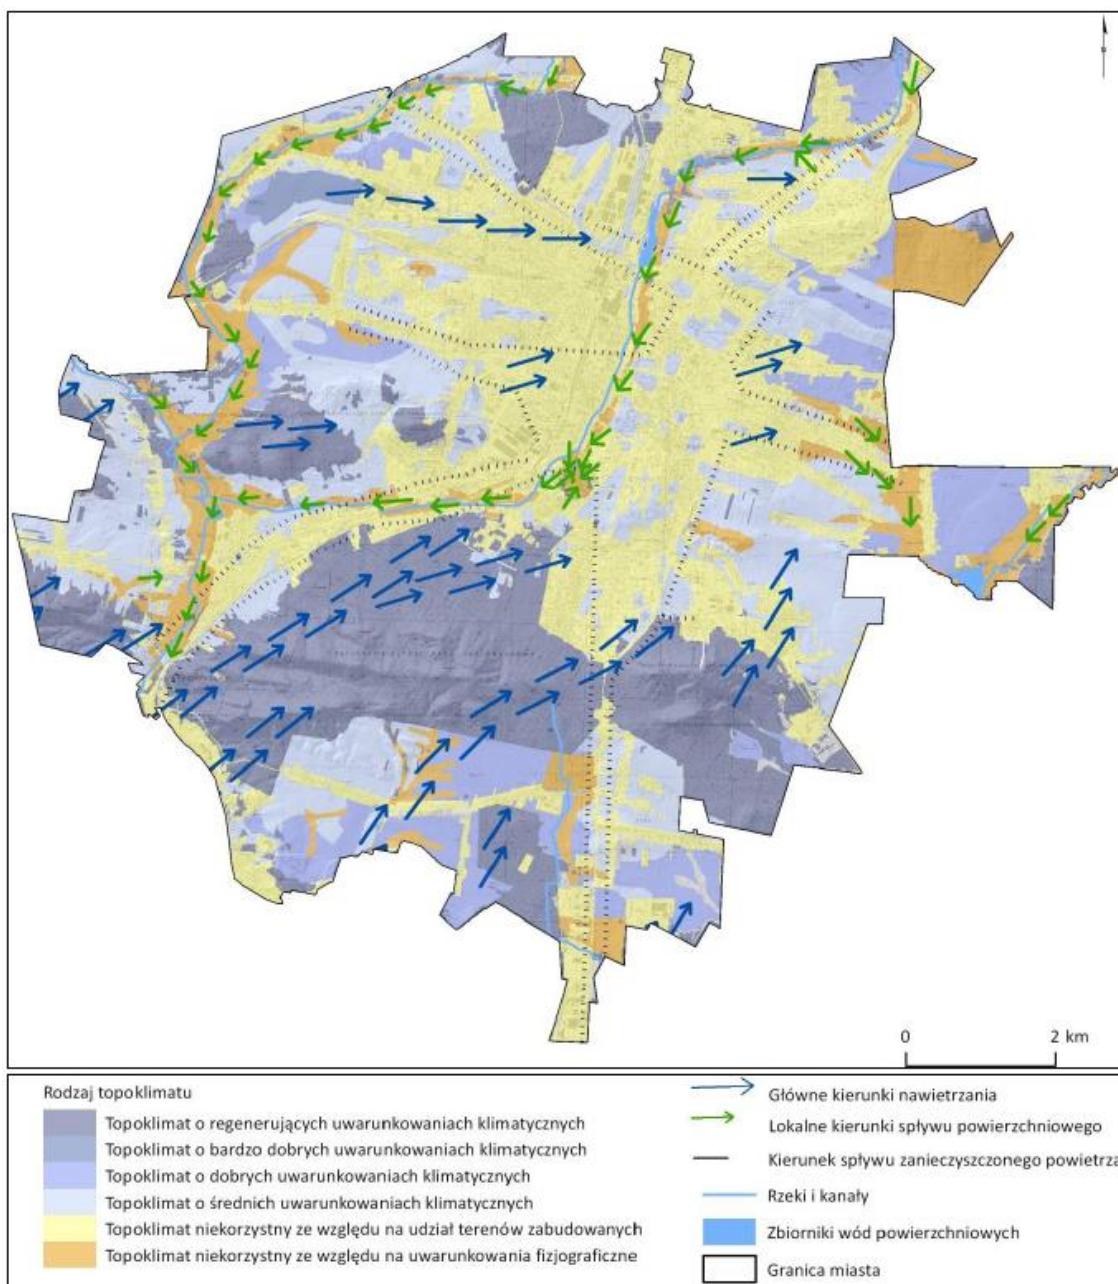 0 2 km
Rodzaj topoklimatu
Topoklimat o regenerujących uwarunkowaniach klimatycznych
Topoklimat o bardzo dobrych uwarunkowaniach klimatycznych
Topoklimat o dobrych uwarunkowaniach klimatycznych
Topoklimat o średnich uwarunkowaniach klimatycznych
Topoklimat niekorzystny ze względu na udział terenów zabudowanych
Topoklimat niekorzystny ze względu na uwarunkowania fizjograficzne
Główne kierunki nawietrzania
Lokalne kierunki spływu powierzchniowego
Kierunek spływu zanieczyszczonego powietrza
Rzeki i kanały
Zbiorniki wód powierzchniowych
Granica miasta